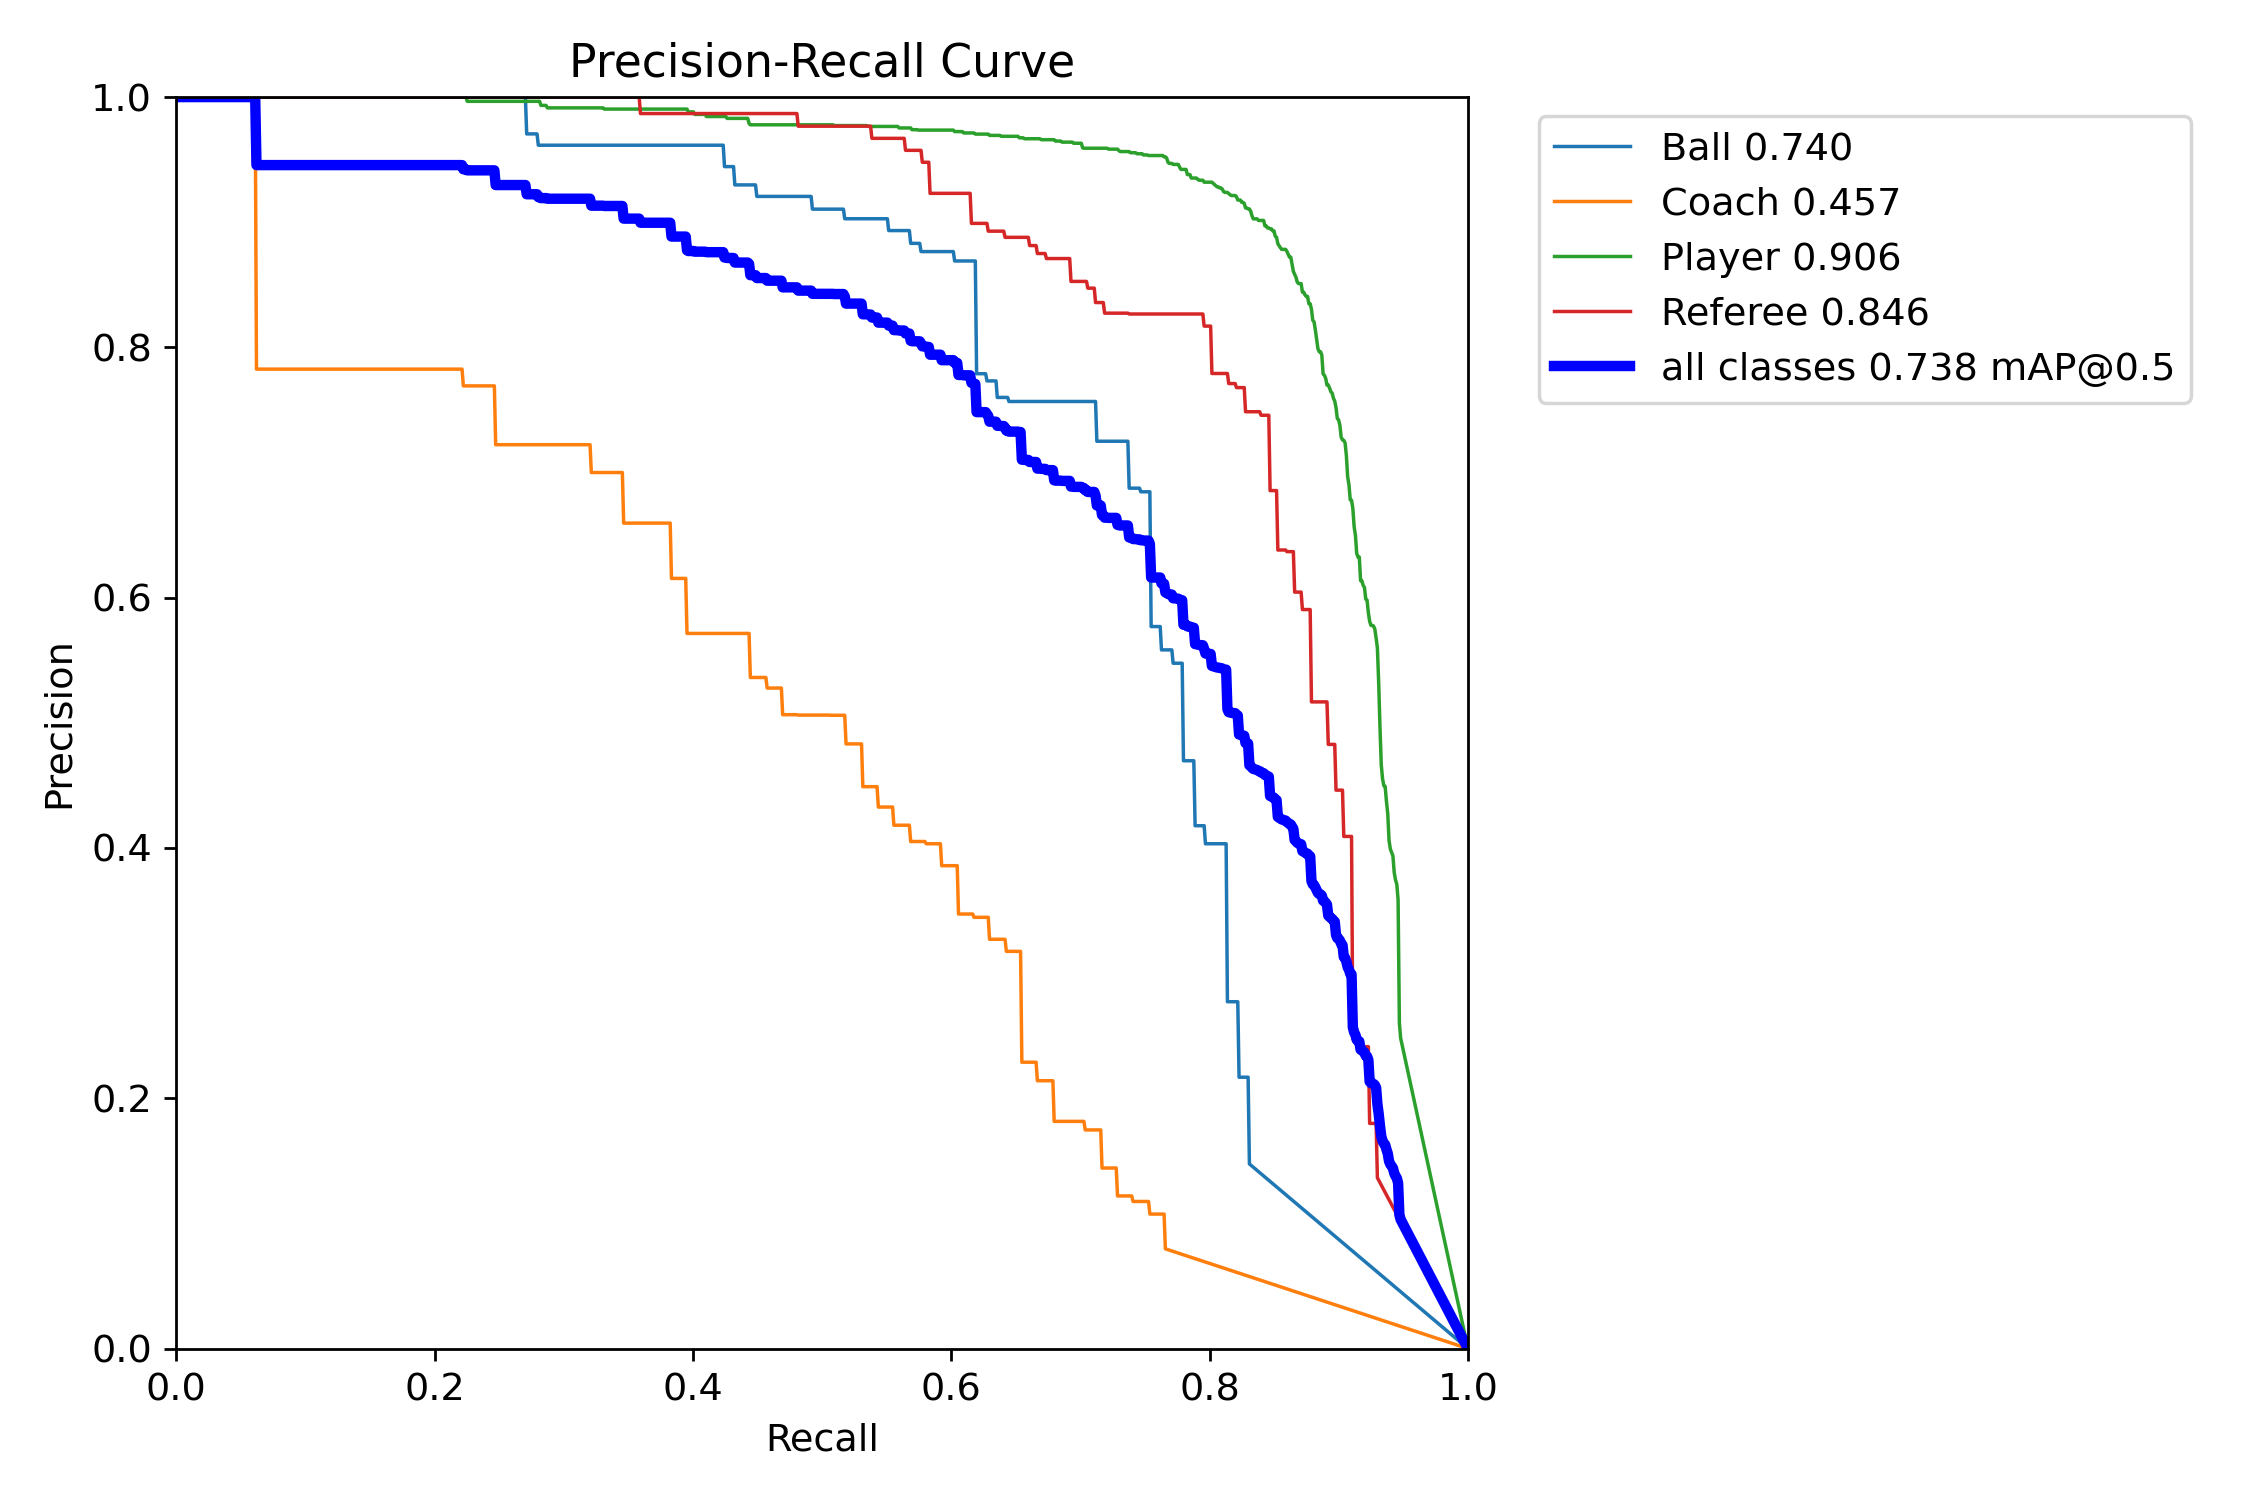 Precision-Recall Curve
1.0
0.8
0.6
0.4
0.2
0.0
Precision
0.0 0.2 0.4 0.6 0.8 1.0
Recall
Ball 0.740
Coach 0.457
Player 0.906
Referee 0.846
all classes 0.738 mAP@0.5